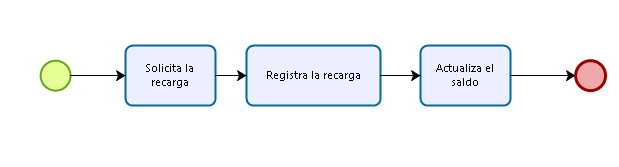 Solicita la
recarga
Registra la recarga
Actualiza el
saldo